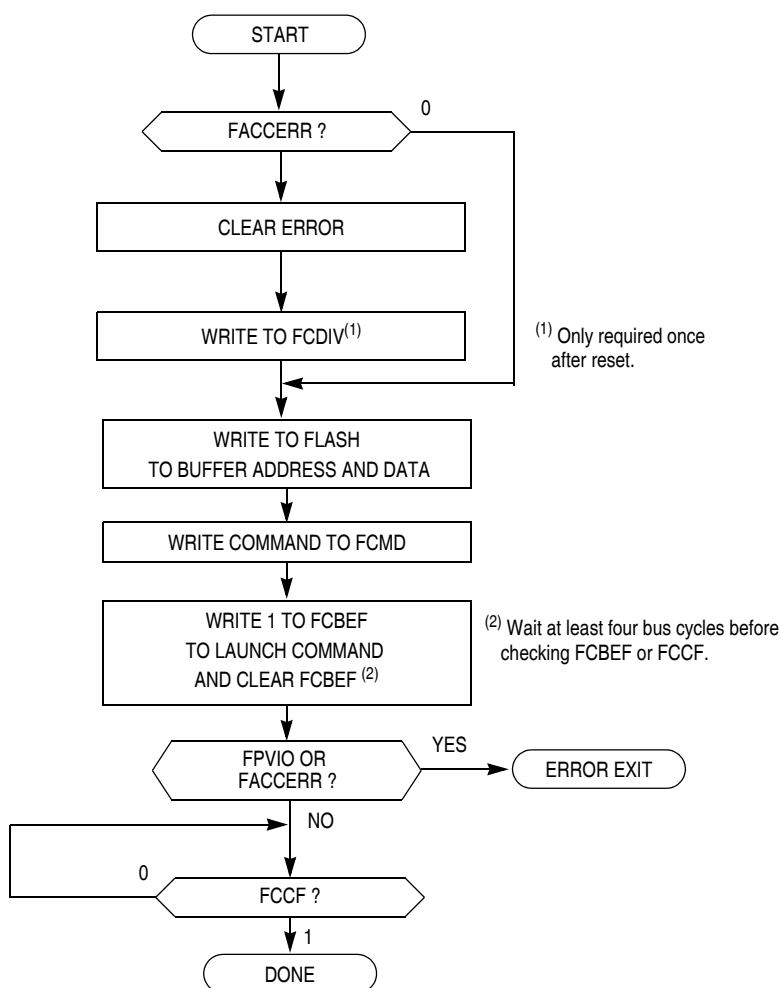 START
0
FACCERR ?
CLEAR ERROR
WRITE TO FCDIV(1)
(1) Only required once
after reset.
WRITE TO FLASH
TO BUFFER ADDRESS AND DATA
WRITE COMMAND TO FCMD
WRITE 1 TO FCBEF
TO LAUNCH COMMAND
AND CLEAR FCBEF (2)
(2) Wait at least four bus cycles before
checking FCBEF or FCCF.
FPVIO OR
FACCERR ?
YES
ERROR EXIT
NO
0
FCCF ?
1
DONE